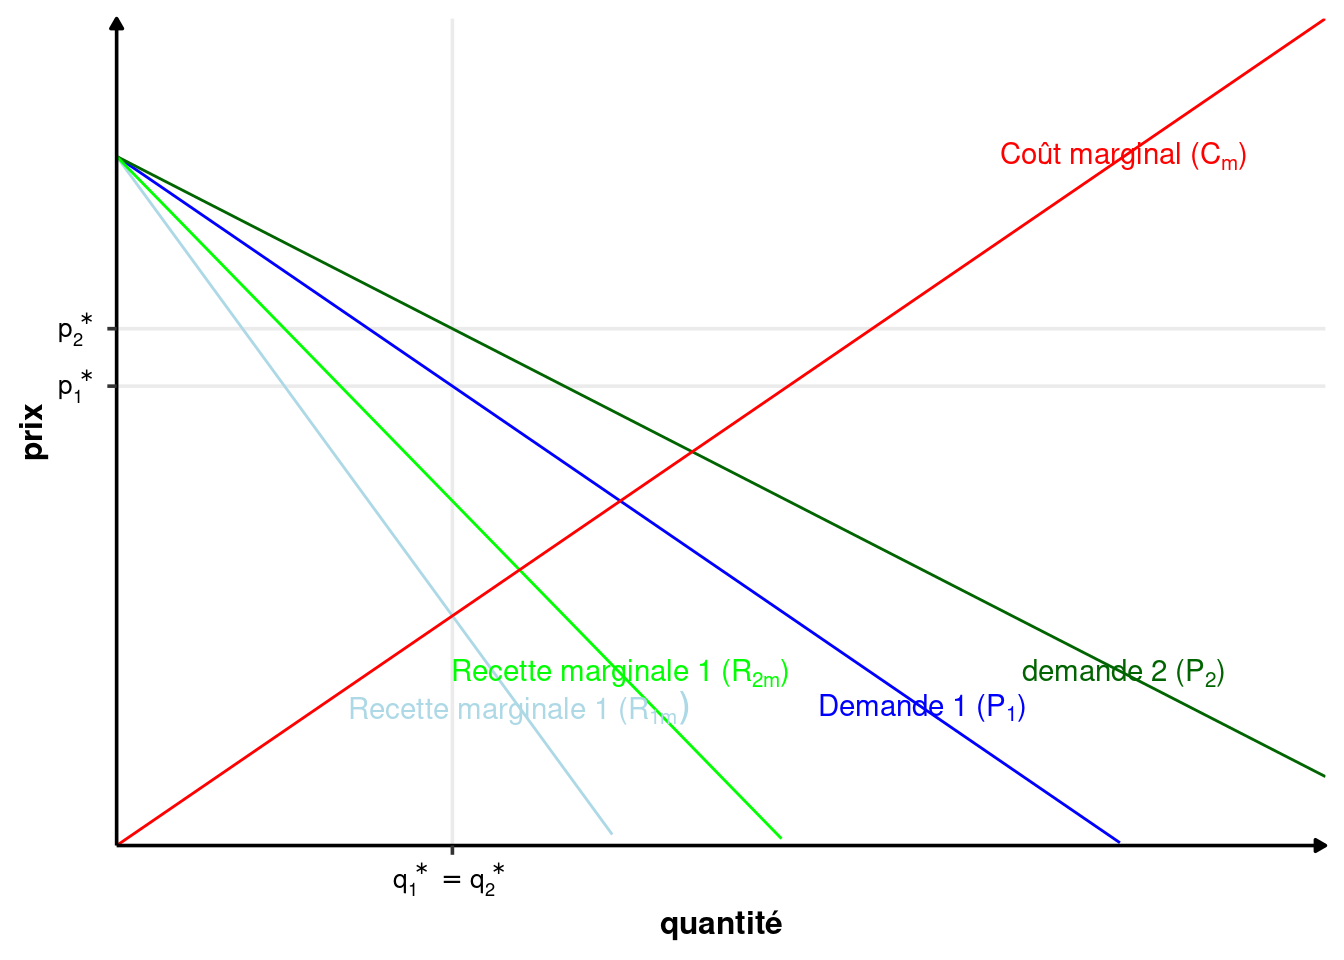 Coût marginal (Cm)
p2*
p1*
prix
Recette marginale 1 (R2m)
demande 2 (P2)
Recette marginale 1 (R1m)
Demande 1 (P1)
q1* = q2*
quantité